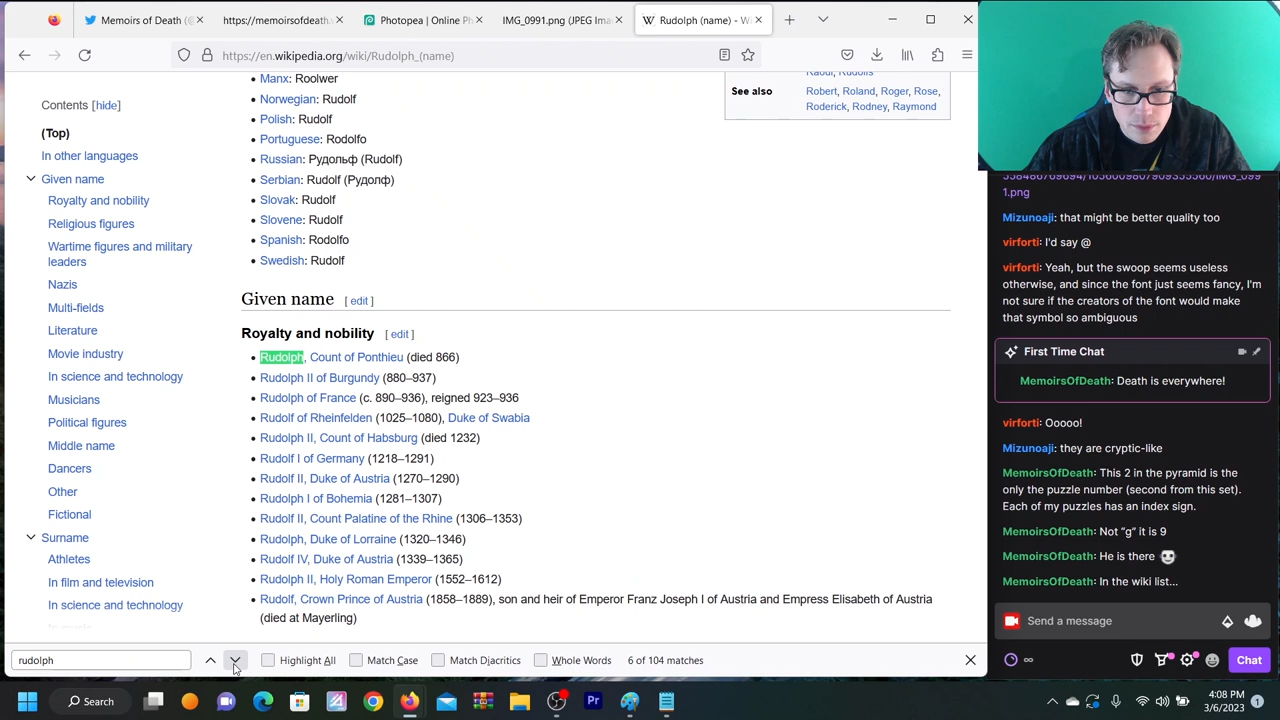 Memoirs of Death (@
https://memoirsofdeath.
Photopea | Online Ph
IMG_0991.png (JPEG Ima
Rudolph (name) - Wi
https://en.wikipedia.org/wiki/Rudolph_(name)
Contents [hide]
(Top)
In other languages
Given name
Royalty and nobility
Religious figures
Wartime figures and military
leaders
Nazis
Multi-fields
Literature
Movie industry
In science and technology
Musicians
Political figures
Middle name
Dancers
Other
Fictional
Surname
Athletes
In film and television
In science and technology
Manx: Roolwer
Norwegian: Rudolf
Polish: Rudolf
Portuguese: Rodolfo
Russian: Рудольф (Rudolf)
Serbian: Rudolf (Рудолф)
Slovak: Rudolf
Slovene: Rudolf
Spanish: Rodolfo
Swedish: Rudolf
Raoul, Rudolfs
See also
Robert, Roland, Roger, Rose,
Roderick, Rodney, Raymond
Given name [ edit ]
Royalty and nobility [ edit ]
Rudolph, Count of Ponthieu (died 866)
Rudolph II of Burgundy (880–937)
Rudolph of France (c. 890–936), reigned 923–936
Rudolf of Rheinfelden (1025–1080), Duke of Swabia
Rudolph II, Count of Habsburg (died 1232)
Rudolf I of Germany (1218–1291)
Rudolf II, Duke of Austria (1270–1290)
Rudolph I of Bohemia (1281–1307)
Rudolf II, Count Palatine of the Rhine (1306–1353)
Rudolph, Duke of Lorraine (1320–1346)
Rudolf IV, Duke of Austria (1339–1365)
Rudolph II, Holy Roman Emperor (1552–1612)
Rudolf, Crown Prince of Austria (1858–1889), son and heir of Emperor Franz Joseph I of Austria and Empress Elisabeth of Austria
(died at Mayerling)
rudolph
Highlight All
Match Case
Match Diacritics
Whole Words
6 of 104 matches
1.png
Mizunoaji: that might be better quality too
virforti: I'd say @
virforti: Yeah, but the swoop seems useless
otherwise, and since the font just seems fancy, I'm
not sure if the creators of the font would make
that symbol so ambiguous
First Time Chat
MemoirsOfDeath: Death is everywhere!
virforti: Ooooo!
Mizunoaji: they are cryptic-like
MemoirsOfDeath: This 2 in the pyramid is the
only the puzzle number (second from this set).
Each of my puzzles has an index sign.
MemoirsOfDeath: Not “g” it is 9
MemoirsOfDeath: He is there
MemoirsOfDeath: In the wiki list...
Send a message
Chat
Search
Pr
4:08 PM
3/6/2023
1